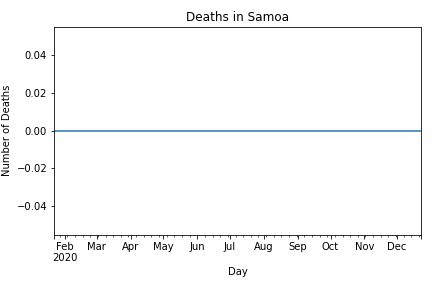 Deaths in Samoa
Number of Deaths
0.04
0.02
0.00
−0.02
−0.04
Feb Mar Apr May Jun Jul Aug Sep Oct Nov Dec
2020
Day